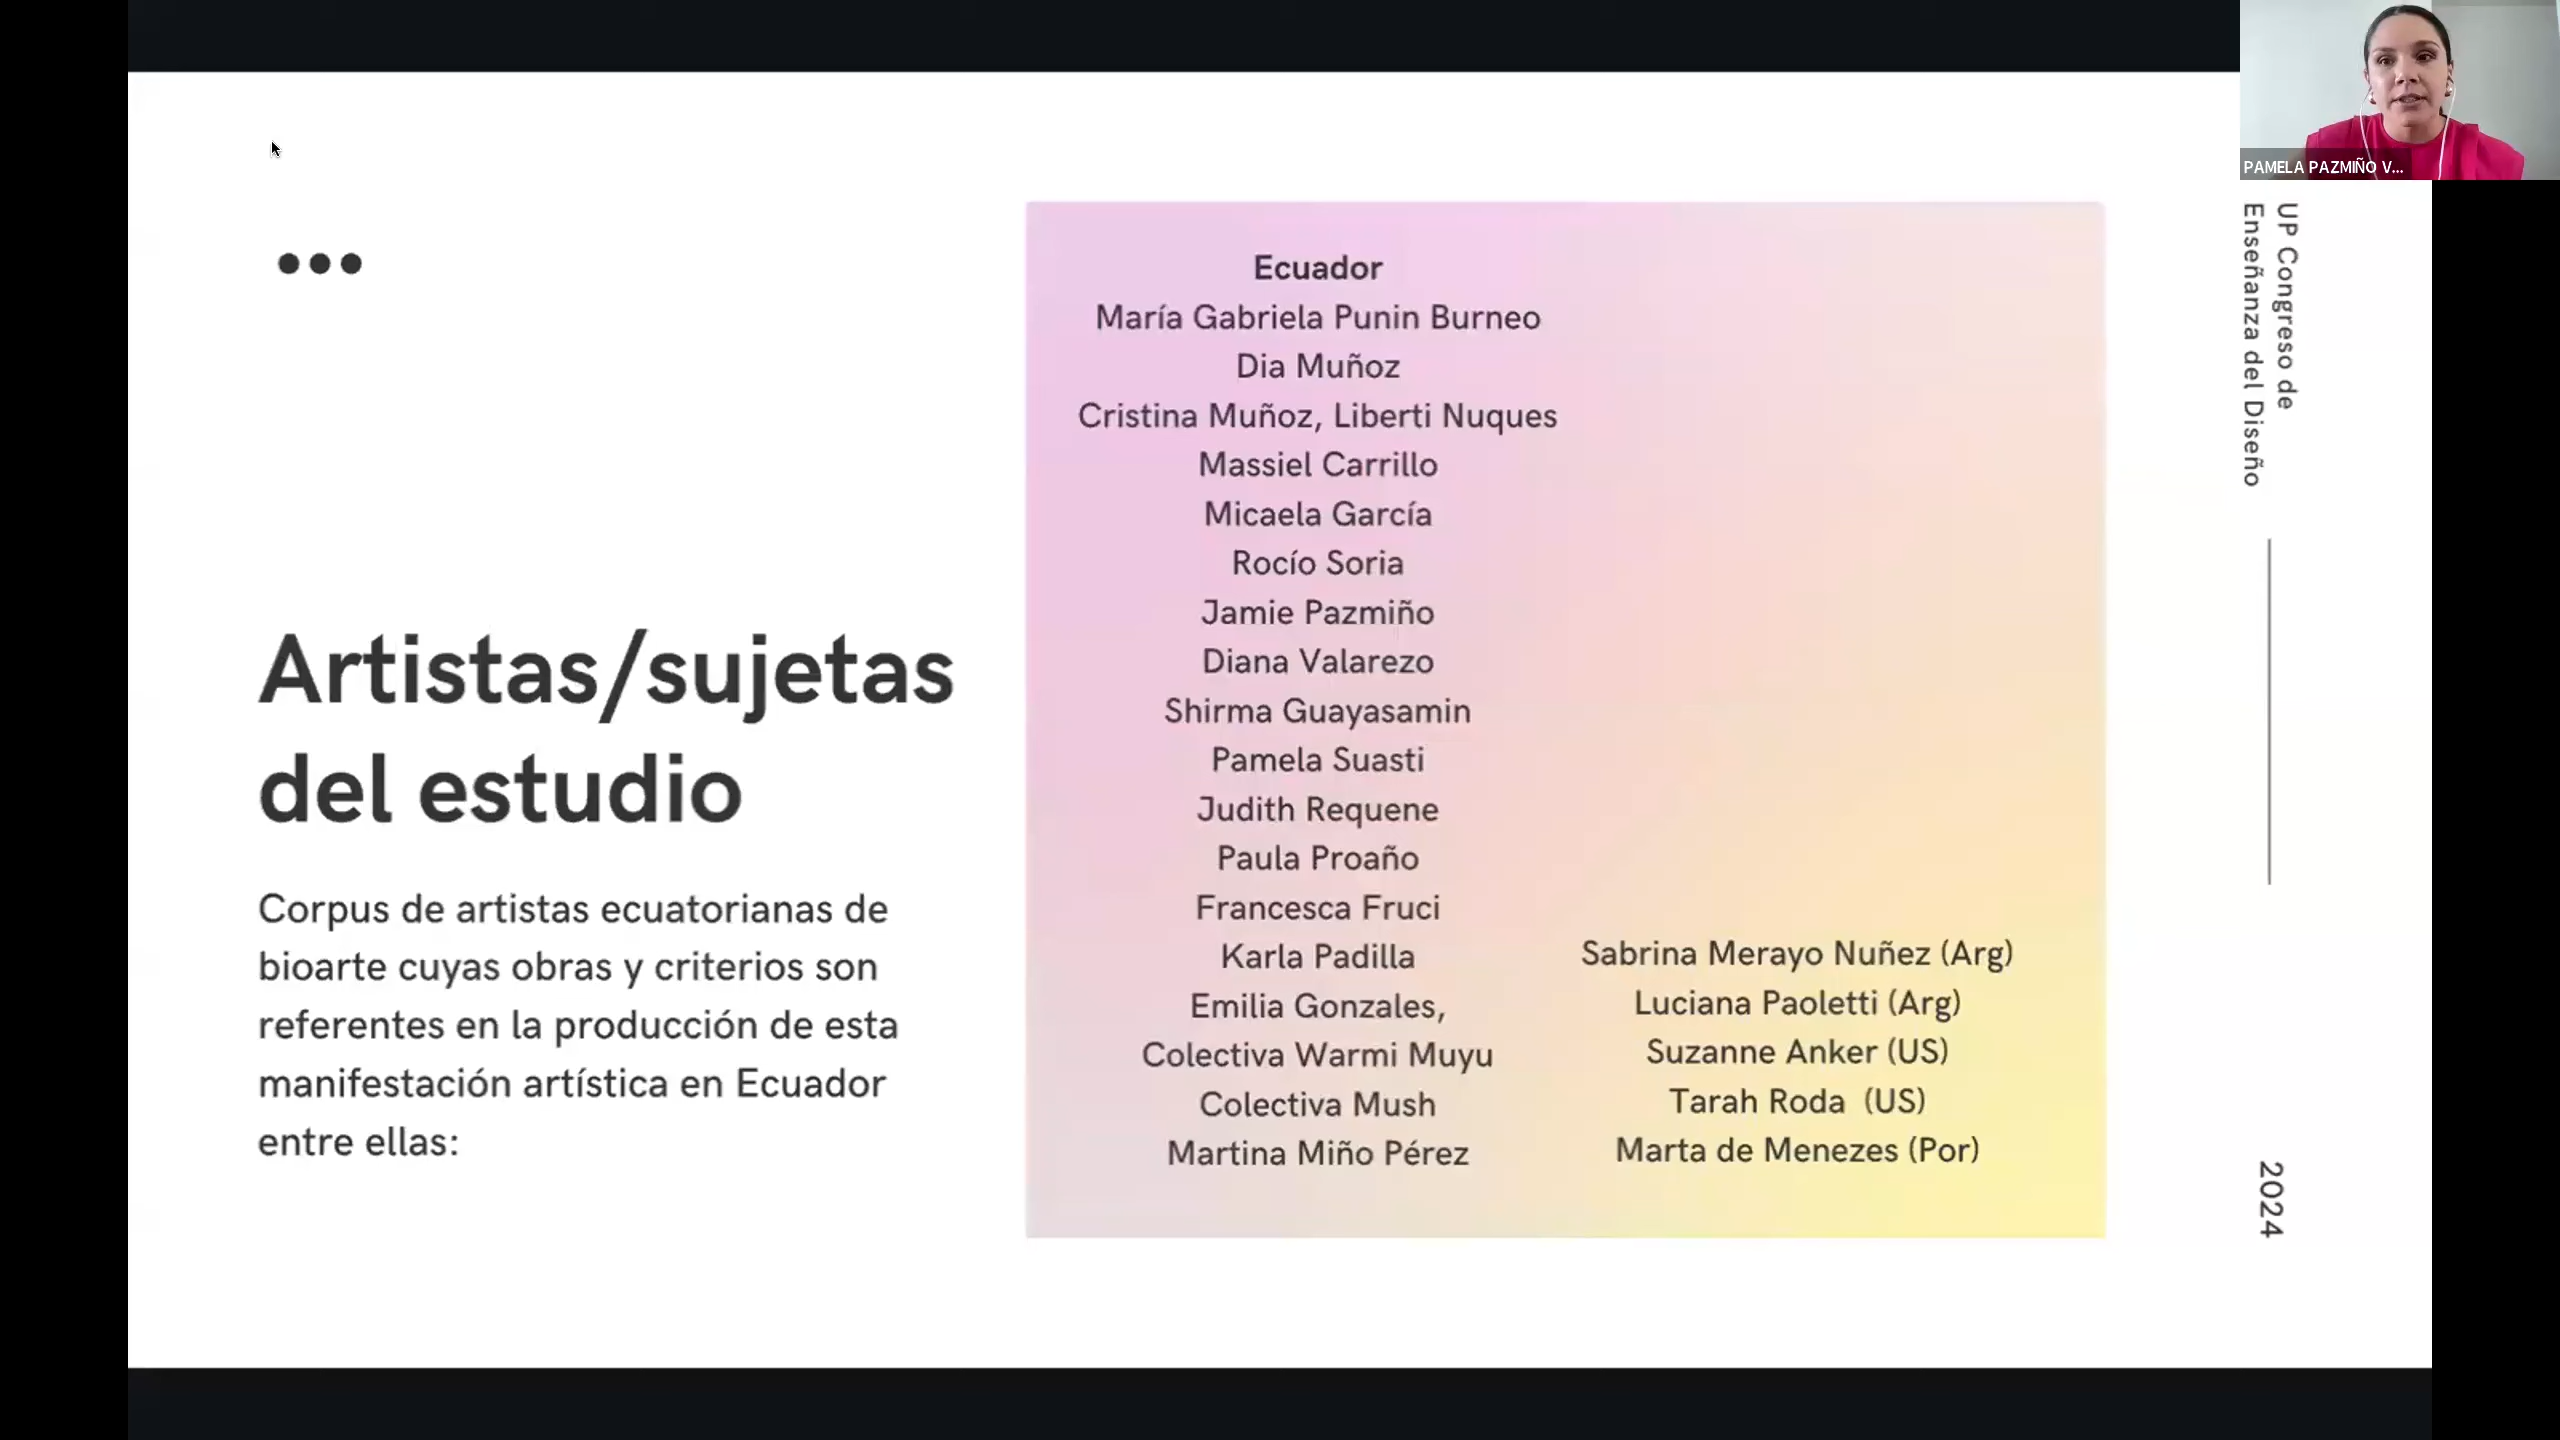 PAMELA PAZMIÑO V...
UP Congreso de
Enseñanza del Diseño
2024
Artistas/sujetas
del estudio
Corpus de artistas ecuatorianas de
bioarte cuyas obras y criterios son
referentes en la producción de esta
manifestación artística en Ecuador
entre ellas:
Ecuador
María Gabriela Punin Burneo
Dia Muñoz
Cristina Muñoz, Liberti Nuques
Massiel Carrillo
Micaela García
Rocío Soria
Jamie Pazmiño
Diana Valarezo
Shirma Guayasamin
Pamela Suasti
Judith Requene
Paula Proaño
Francesca Fruci
Karla Padilla
Emilia Gonzales,
Colectiva Warmi Muyu
Colectiva Mush
Martina Miño Pérez
Sabrina Merayo Nuñez (Arg)
Luciana Paoletti (Arg)
Suzanne Anker (US)
Tarah Roda  (US)
Marta de Menezes (Por)